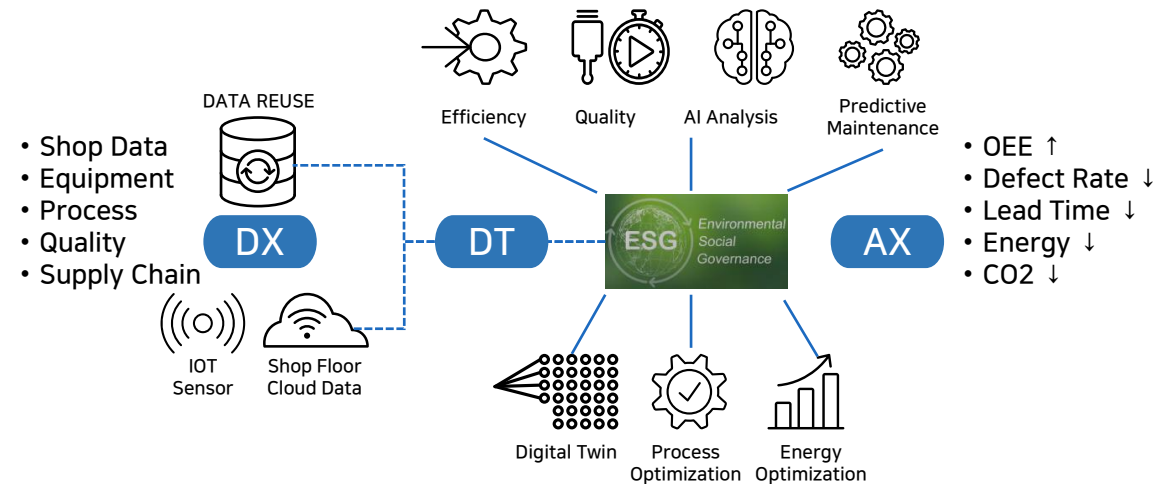 DATA REUSE
• Shop Data
• Equipment
• Process
• Quality
• Supply Chain
DX
IOT
Sensor
Shop Floor
Cloud Data
DT
Efficiency
Quality
AI Analysis
Predictive
Maintenance
ESG
Environmental
Social
Governance
Digital Twin
Process
Optimization
Energy
Optimization
AX
• OEE ↑
• Defect Rate ↓
• Lead Time ↓
• Energy ↓
• CO2 ↓